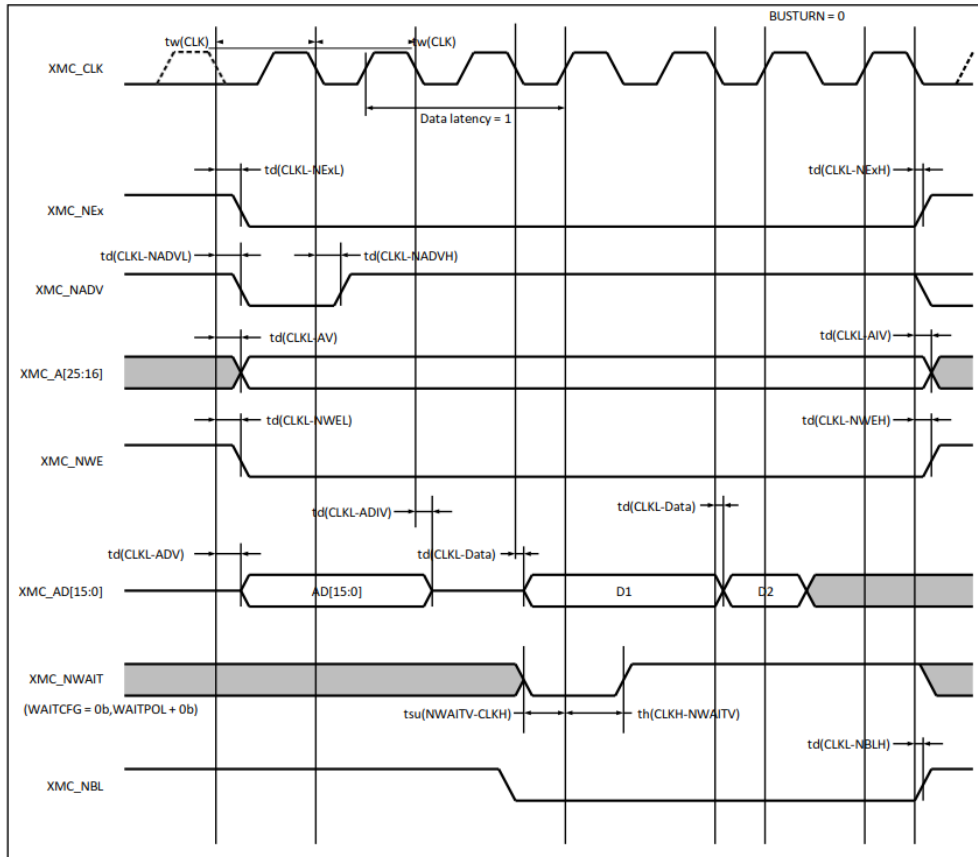 BUSTURN = 0
tw(CLK)
tw(CLK)
XMC_CLK
Data latency = 1
td(CLKL-NExL)
td(CLKL-NExH)
XMC_NEx
td(CLKL-NADVL)
td(CLKL-NADVH)
XMC_NADV
td(CLKL-AV)
td(CLKL-AIV)
XMC_A[25:16]
td(CLKL-NWEL)
td(CLKL-NWEH)
XMC_NWE
td(CLKL-ADIV)
td(CLKL-Data)
td(CLKL-ADV)
td(CLKL-Data)
XMC_AD[15:0]
AD[15:0]
D1
D2
XMC_NWAIT
(WAITCFG = 0b,WAITPOL + 0b)
tsu(NWAITV-CLKH)
th(CLKH-NWAITV)
td(CLKL-NBLH)
XMC_NBL